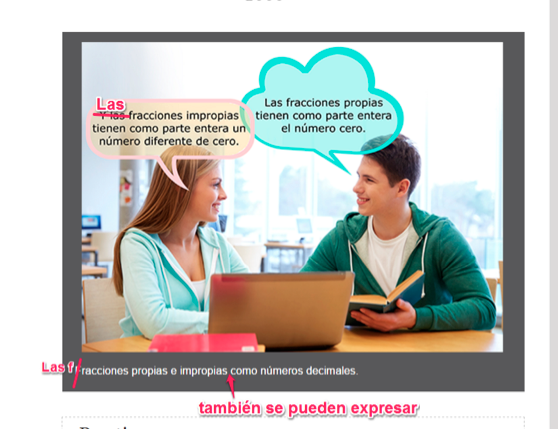 Las
Y las fracciones impropias
tienen como parte entera un
número diferente de cero.
Las fracciones propias
tienen como parte entera
el número cero.
Las f
Fracciones propias e impropias como números decimales.
también se pueden expresar